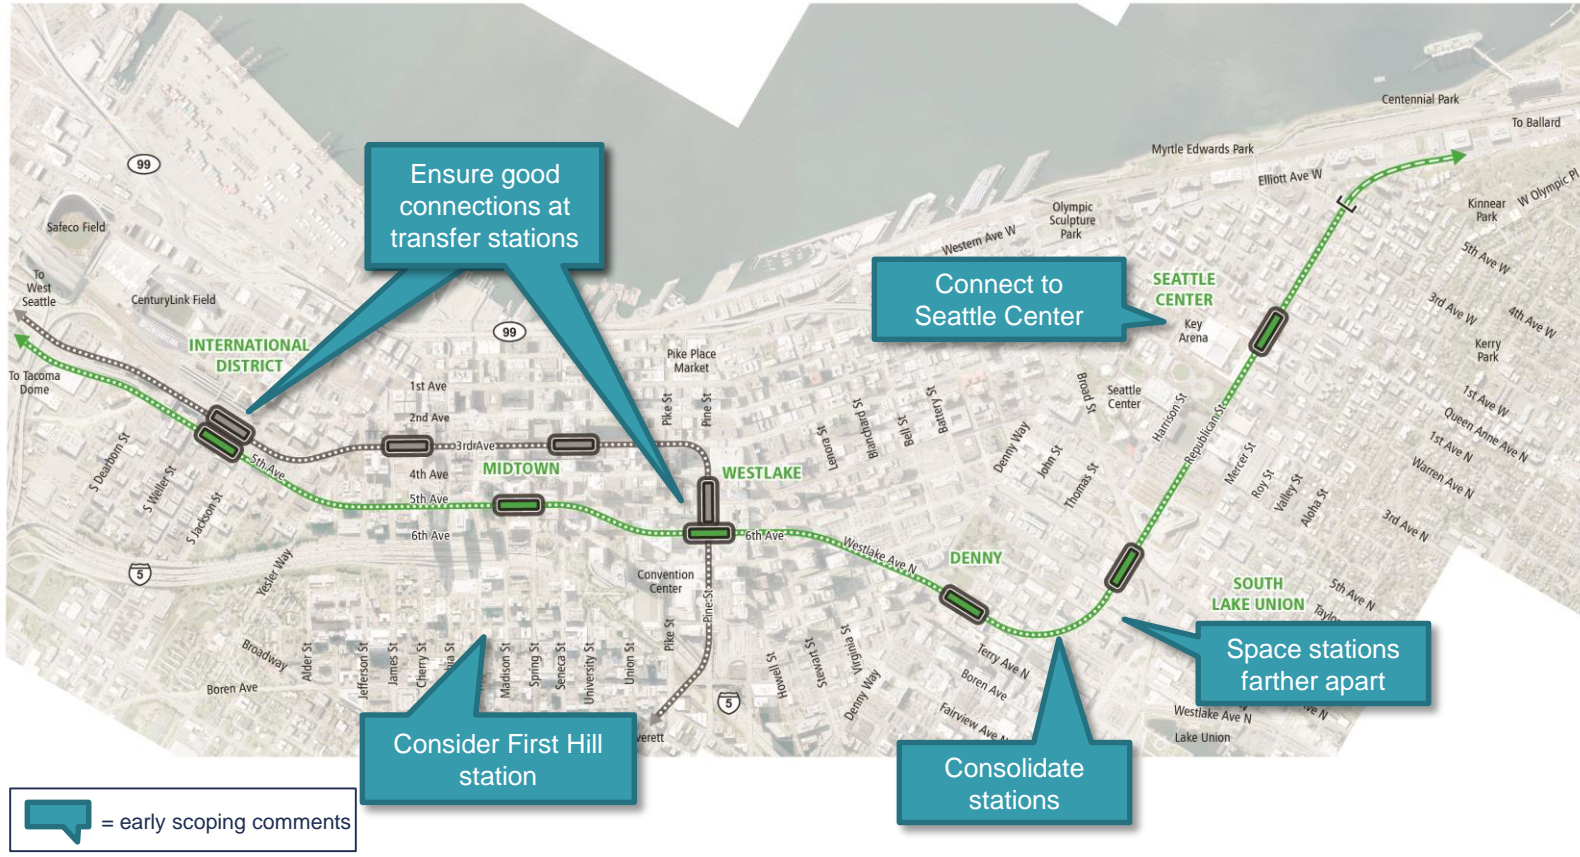 Centennial Park
To Ballard
Myrtle Edwards Park
99
Ensure good
connections at
transfer stations
Elliott Ave W
W Olympic Pl
Kinnear
Park
Safeco Field
Olympic
Sculpture
Park
Western Ave W
5th Ave W
To
West
Seattle
CenturyLink Field
Connect to
Seattle Center
SEATTLE
CENTER
3rd Ave W
4th Ave W
99
Key
Arena
Kerry
Park
INTERNATIONAL
DISTRICT
Pike Place
Market
To Tacoma
Dome
1st Ave
2nd Ave
3rd Ave
4th Ave
5th Ave
6th Ave
Pike St
Pine St
Lenora St
Blanchard St
Bell St
Battery St
Broad St
Seattle
Center
Harrison St
Republican St
1st Ave W
Queen Anne Ave N
1st Ave N
Warren Ave N
3rd Ave N
Denny Way
John St
Thomas St
Mercer St
Roy St
Valley St
Aloha St
S Dearborn St
S Weller St
S Jackson St
5th Ave
MIDTOWN
WESTLAKE
6th Ave
Westlake Ave N
DENNY
SOUTH
LAKE UNION
5th Ave N
5
Yesler Way
Convention
Center
Pine St
Pike St
Broadway
Boren Ave
Alder St
Jefferson St
James St
Cherry St
Madison St
Spring St
Seneca St
University St
Union St
Howell St
Stewart St
Virginia St
Denny Way
Terry Ave N
Boren Ave
Fairview Ave N
Space stations
farther apart
Westlake Ave N
Lake Union
5
Consider First Hill
station
Consolidate
stations
= early scoping comments